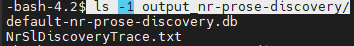 -bash-4.2$ ls -1 output_nr-prose-discovery/
default-nr-prose-discovery.db
NrSlDiscoveryTrace.txt